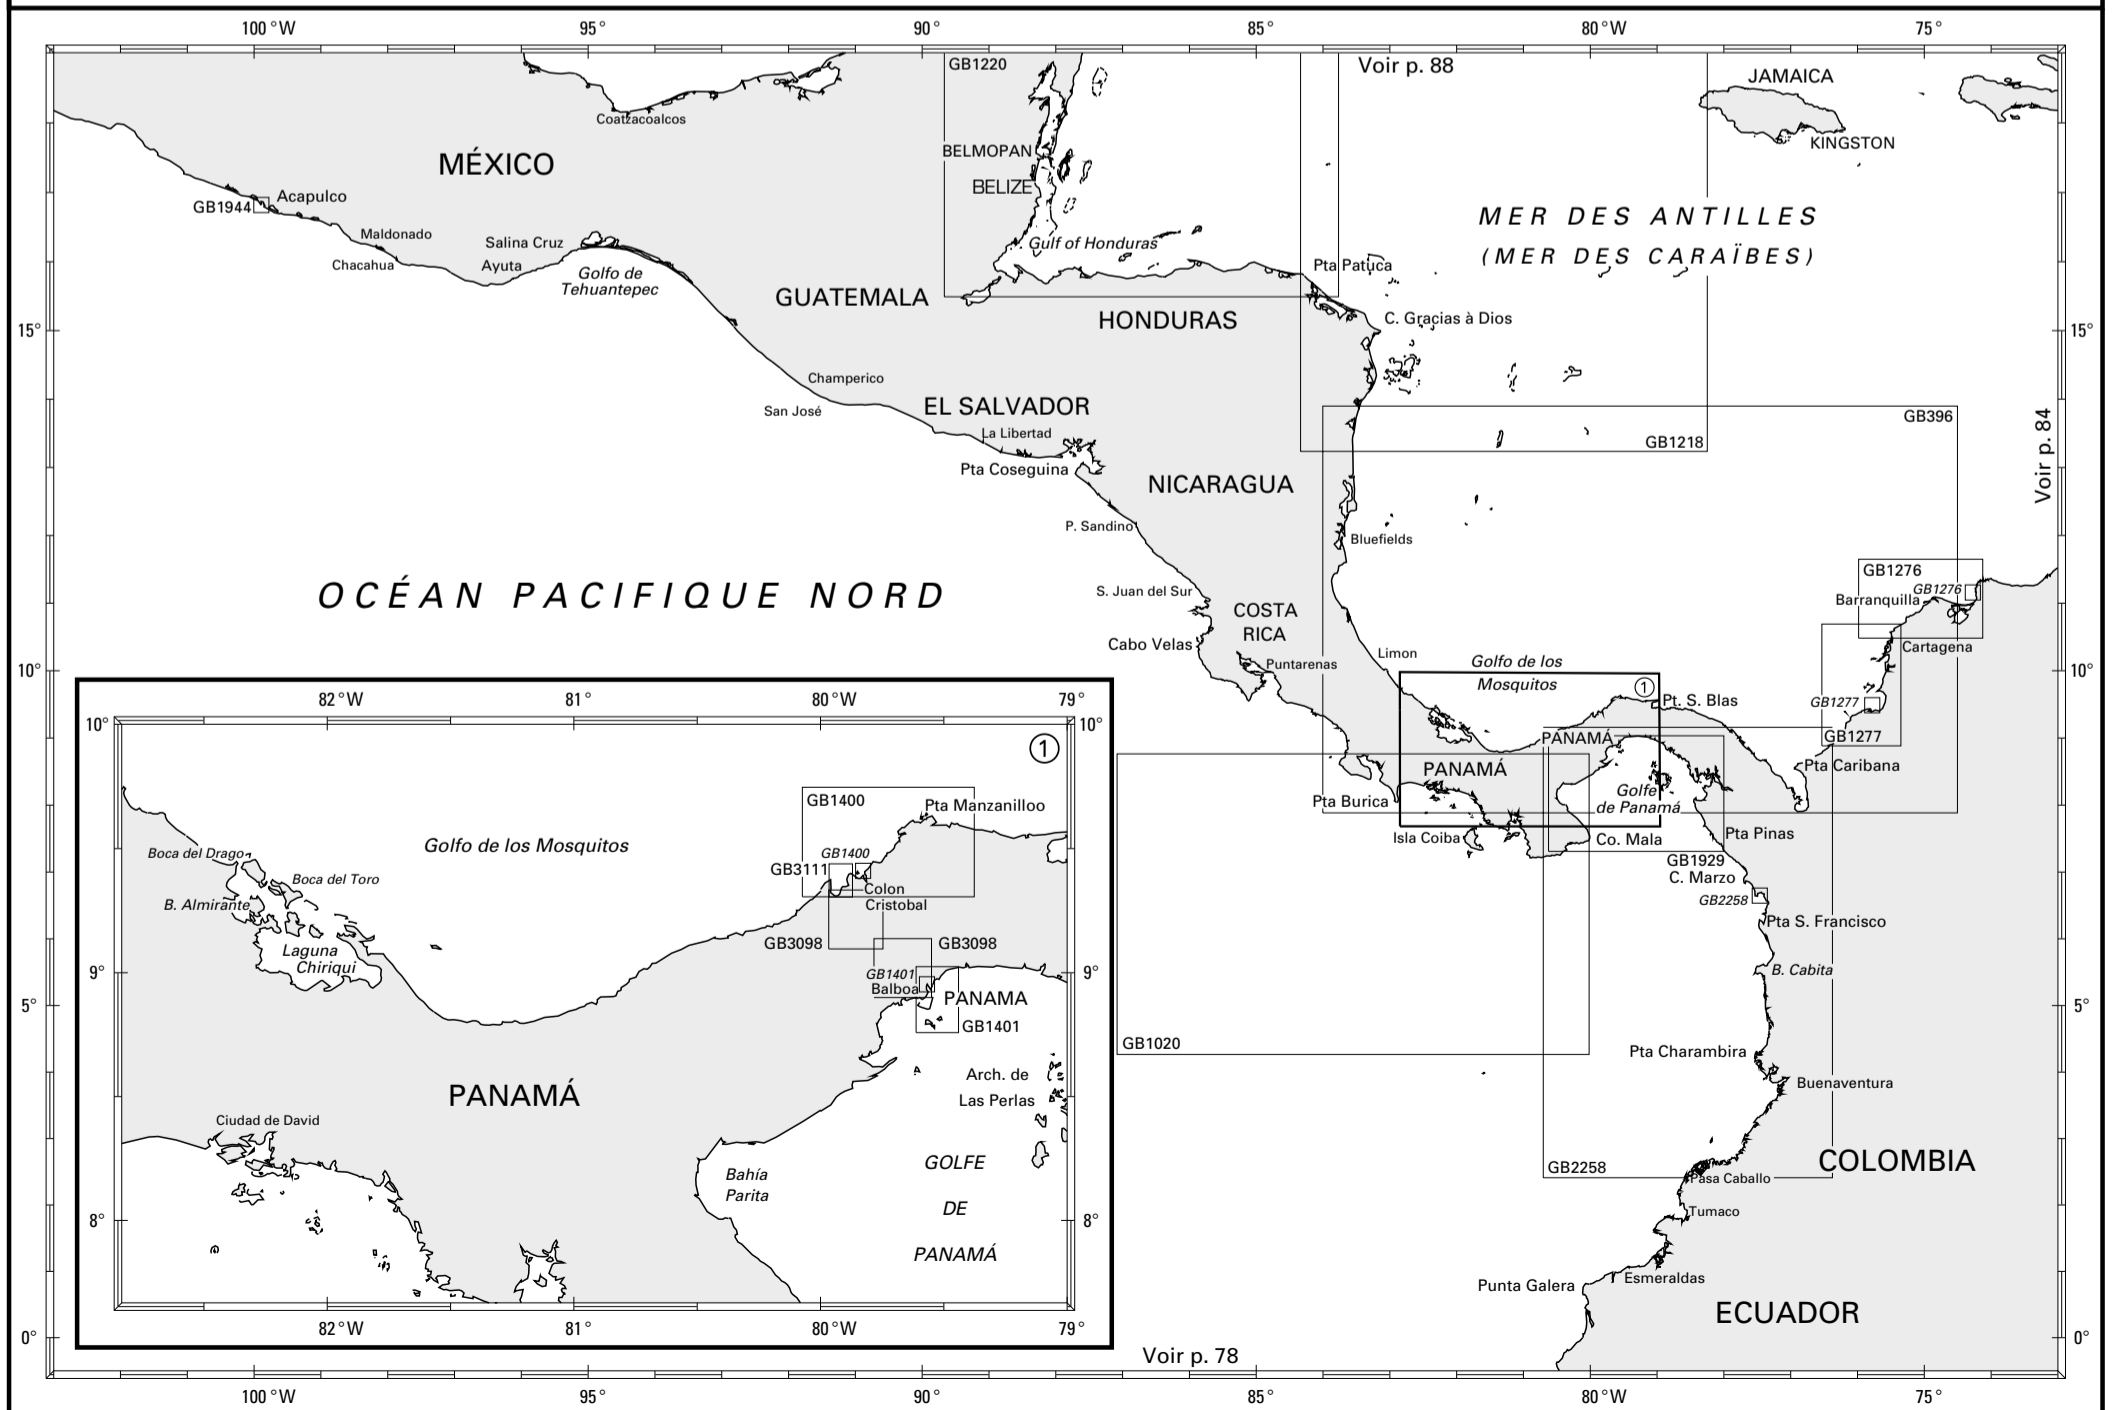 100°W
95°
90°
85°
80°W
75°
Voir p. 88
GB1220
JAMAICA
Coatzacoalcos
KINGSTON
BELMOPAN
MÉXICO
BELIZE
Acapulco
GB1944
MER DES ANTILLES
(MER DES CARAÏBES)
Maldonado
Salina Cruz
Gulf of Honduras
Chacahua
Ayuta
Golfo de
Tehuantepec
Pta Patuca
GUATEMALA
HONDURAS
C. Gracias à Dios
15°
15°
Champerico
San José
EL SALVADOR
La Libertad
GB396
GB1218
Voir p. 84
Pta Coseguina
NICARAGUA
P. Sandino
Bluefields
OCÉAN PACIFIQUE NORD
S. Juan del Sur
COSTA
RICA
GB1276
GB1276
Barranquilla
Cabo Velas
Puntarenas
Limon
Cartagena
10°
10°
Golfo de los
Mosquitos
1
Pt. S. Blas
GB1277
GB1277
PANAMÁ
PANAMÁ
Pta Caribana
Golfe
de Panamá
Pta Burica
Isla Coiba
Co. Mala
Pta Pinas
GB1929
C. Marzo
GB2258
Pta S. Francisco
B. Cabita
5°
5°
GB1020
Pta Charambira
Buenaventura
GB2258
COLOMBIA
Pasa Caballo
Tumaco
Punta Galera
Esmeraldas
ECUADOR
0°
0°
Voir p. 78
100°W
95°
90°
85°
80°W
75°
82°W
81°
80°W
79°
10°
10°
1
GB1400
Pta Manzanilloo
Golfo de los Mosquitos
Boca del Drago
GB1400
GB3111
Boca del Toro
Colon
B. Almirante
Cristobal
GB3098
GB3098
Laguna
Chiriqui
9°
9°
GB1401
Balboa
PANAMA
GB1401
PANAMÁ
Arch. de
Las Perlas
Ciudad de David
GOLFE
DE
PANAMÁ
Bahía
Parita
8°
8°
82°W
81°
80°W
79°